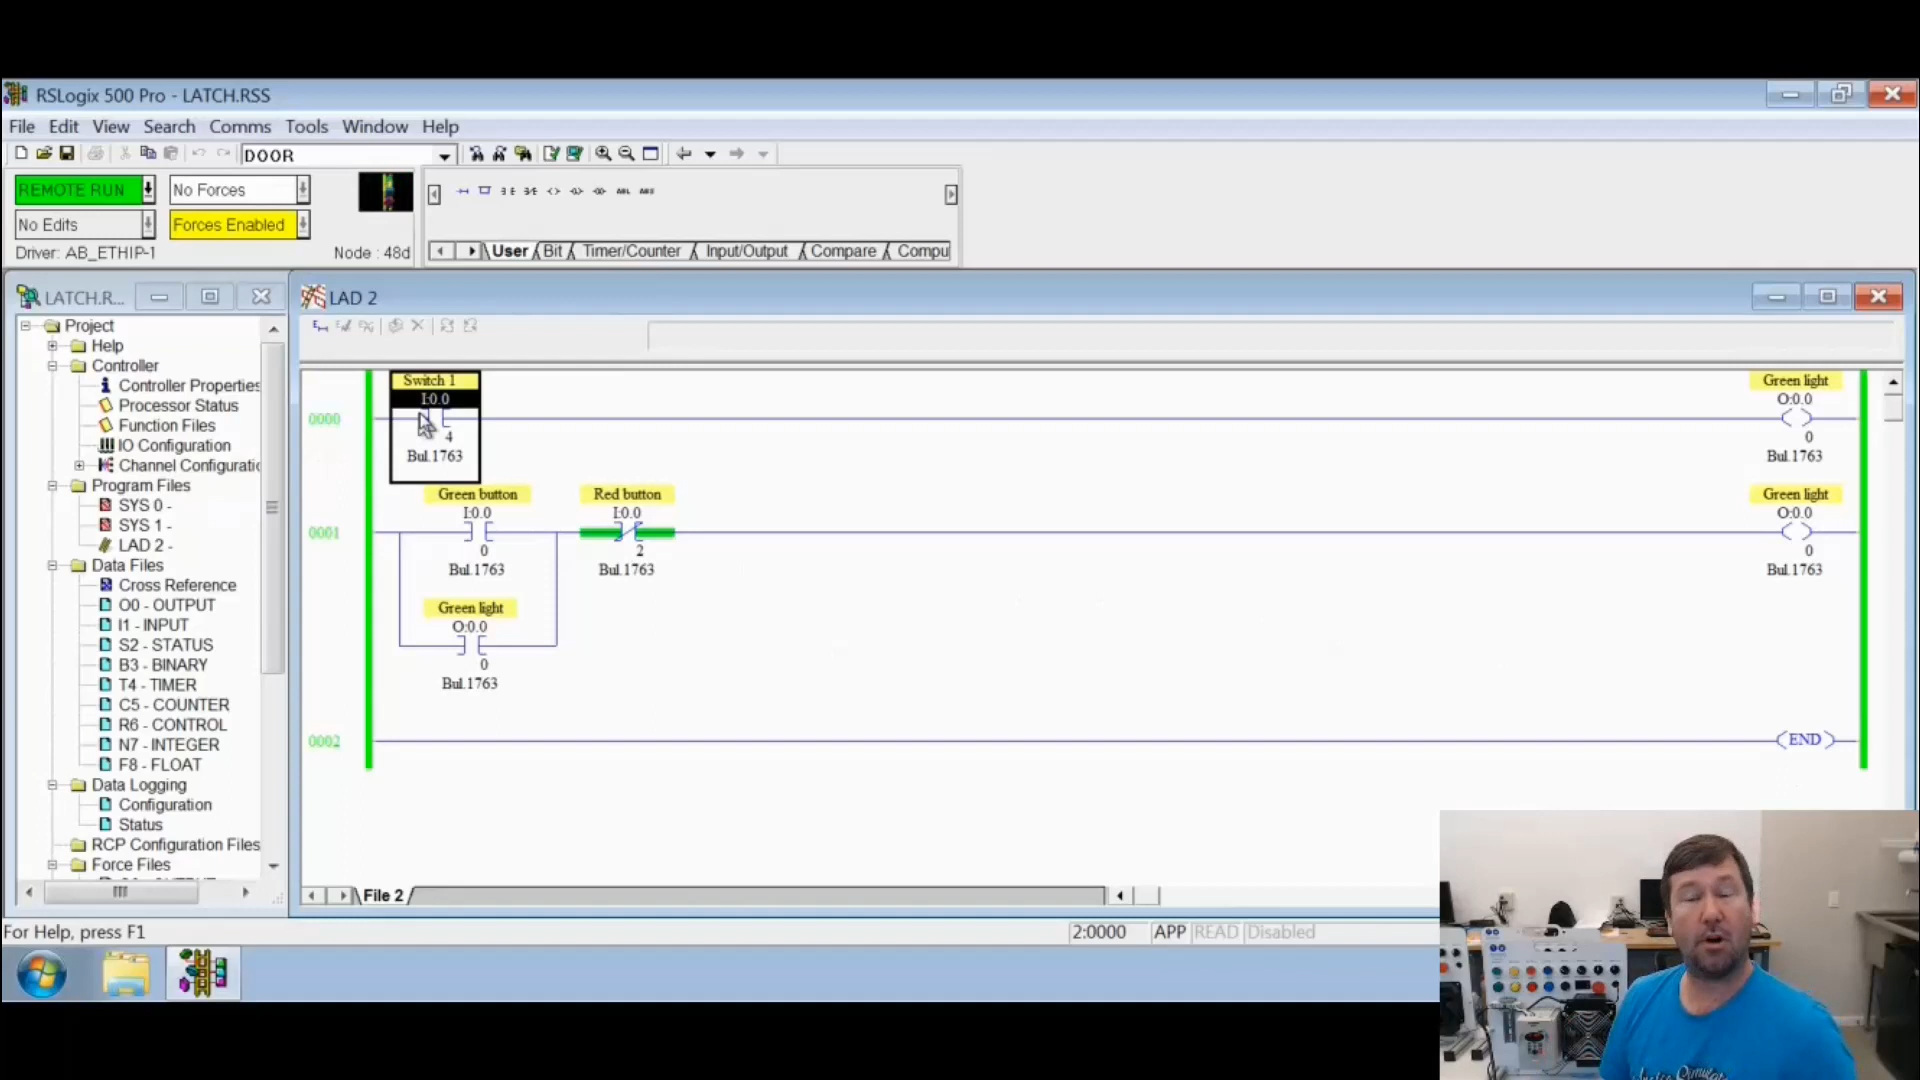 RSLogix 500 Pro - LATCH.RSS
File Edit View Search Comms Tools Window Help
DOOR
REMOTE RUN No Forces
No Edits Forces Enabled
Driver: AB_ETHIP-1 Node : 48d
User Bit Timer/Counter Input/Output Compare Compu
LATCH.R...
LAD 2
Project
Help
Controller
Controller Properties
Processor Status
Function Files
IO Configuration
Channel Configuratic
Program Files
SYS 0 -
SYS 1 -
LAD 2 -
Data Files
Cross Reference
O0 - OUTPUT
I1 - INPUT
S2 - STATUS
B3 - BINARY
T4 - TIMER
C5 - COUNTER
R6 - CONTROL
N7 - INTEGER
F8 - FLOAT
Data Logging
Configuration
Status
RCP Configuration Files
Force Files
Switch 1 Green light
I:0.0 O:0.0
0000
4 0
Bul.1763 Bul.1763
Green button Red button Green light
I:0.0 I:0.0 O:0.0
0001
0 2 0
Bul.1763 Bul.1763 Bul.1763
Green light
O:0.0
0
Bul.1763
0002 END
File 2
For Help, press F1 2:0000 APP READ Disabled